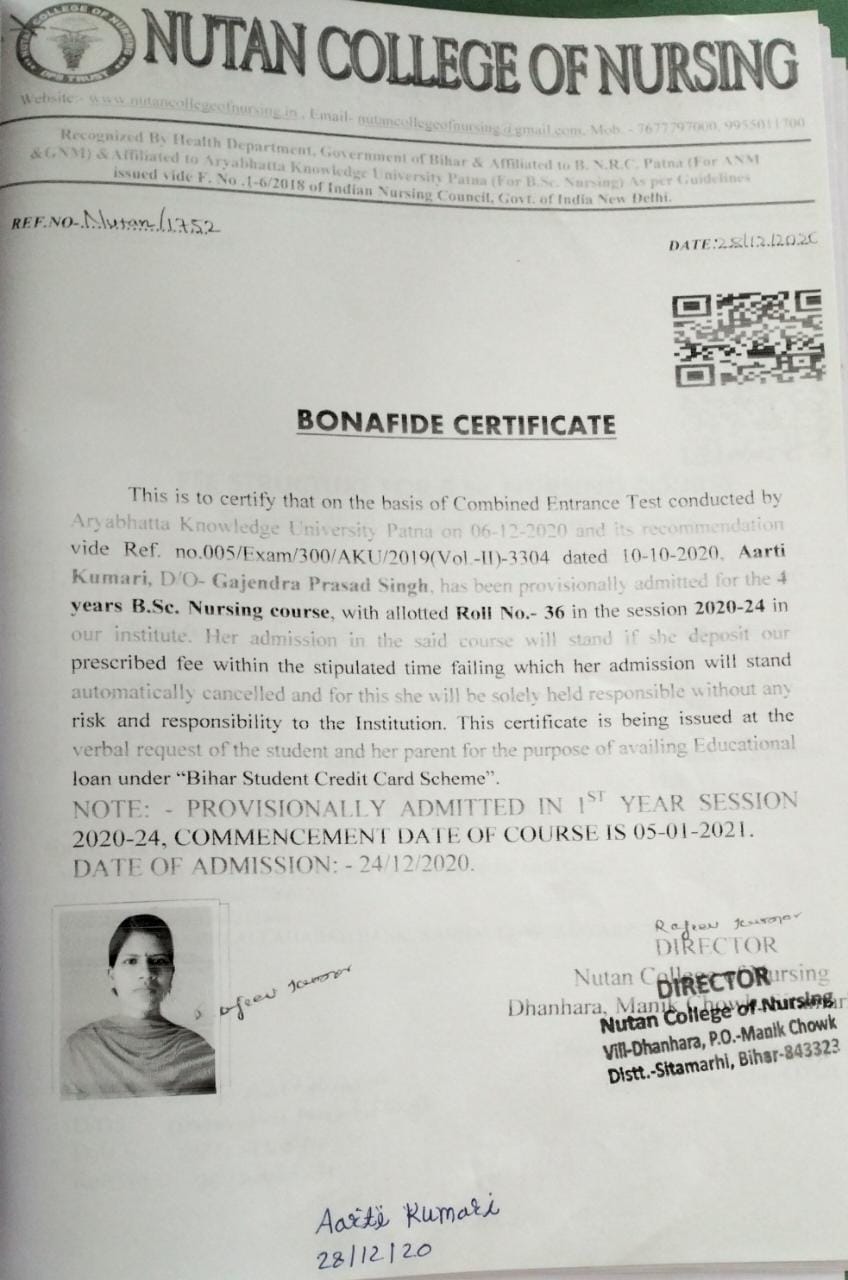 NUTAN COLLEGE OF NURSING
Website:- www.nutancollegeofnursing.in , Email- nutancollegeofnursing@gmail.com, Mob. - 7677797000, 9955011700
Recognized By Health Department, Government of Bihar & Affiliated to B. N.R.C. Patna (For ANM
&GNM) & Affiliated to Aryabhatta Knowledge University Patna (For B.Sc. Nursing) As per Guidelines
issued vide F. No .1-6/2018 of Indian Nursing Council, Govt. of India New Delhi.
REF.NO-Nutan/1752
DATE:28/12/2020
BONAFIDE CERTIFICATE
This is to certify that on the basis of Combined Entrance Test conducted by
Aryabhatta Knowledge University Patna on 06-12-2020 and its recommendation
vide Ref. no.005/Exam/300/AKU/2019(Vol.-II)-3304 dated 10-10-2020, Aarti
Kumari, D/O- Gajendra Prasad Singh, has been provisionally admitted for the 4
years B.Sc. Nursing course, with allotted Roll No.- 36 in the session 2020-24 in
our institute. Her admission in the said course will stand if she deposit our
prescribed fee within the stipulated time failing which her admission will stand
automatically cancelled and for this she will be solely held responsible without any
risk and responsibility to the Institution. This certificate is being issued at the
verbal request of the student and her parent for the purpose of availing Educational
loan under “Bihar Student Credit Card Scheme”.
NOTE: - PROVISIONALLY ADMITTED IN 1ST YEAR SESSION
2020-24, COMMENCEMENT DATE OF COURSE IS 05-01-2021.
DATE OF ADMISSION: - 24/12/2020.
Rajeev Kumar
Rajeev Kumar
DIRECTOR
Nutan College of Nursing
Dhanhara, Manik Chowk
DIRECTOR
Nutan College of Nursing
Vill-Dhanhara, P.O.-Manik Chowk
Distt.-Sitamarhi, Bihar-843323
Aarti Kumari
28/12/20